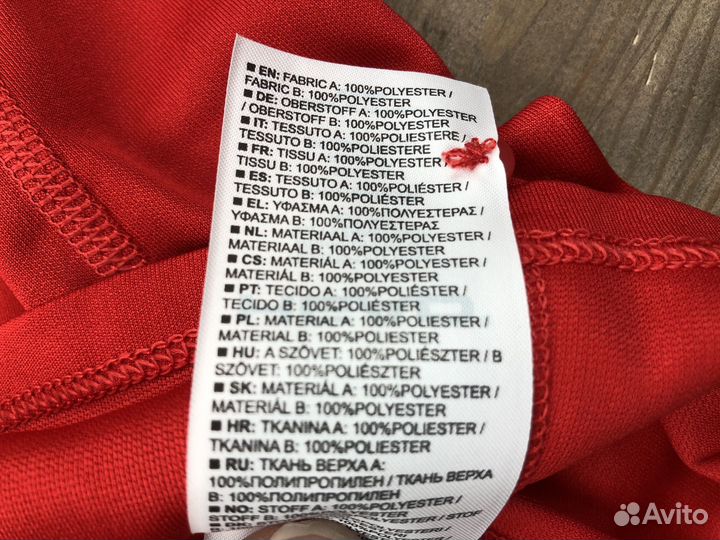 ■ EN: FABRIC A: 100%POLYESTER /
FABRIC B: 100%POLYESTER
■ DE: OBERSTOFF A: 100%POLYESTER
/ OBERSTOFF B: 100%POLYESTER
■ IT: TESSUTO A: 100%POLIESTERE /
TESSUTO B: 100%POLIESTERE
■ FR: TISSU A: 100%POLYESTER /
TISSU B: 100%POLYESTER
■ ES: TESSUTO A: 100%POLIÉSTER /
TESSUTO B: 100%POLIÉSTER
■ EL: ΥΦΑΣΜΑ A: 100%ΠΟΛΥΕΣΤΕΡΑΣ /
ΥΦΑΣΜΑ B: 100%ΠΟΛΥΕΣΤΕΡΑΣ
■ NL: MATERIAAL A: 100%POLYESTER /
MATERIAAL B: 100%POLYESTER
■ CS: MATERIÁL A: 100%POLYESTER /
MATERIÁL B: 100%POLYESTER
■ PT: TECIDO A: 100%POLIÉSTER /
TECIDO B: 100%POLIÉSTER
■ PL: MATERIAL A: 100%POLIESTER /
MATERIAL B: 100%POLIESTER
■ HU: A SZÖVET: 100%POLIÉSZTER / B
SZÖVET: 100%POLIÉSZTER
■ SK: MATERIÁL A: 100%POLYESTER /
MATERIÁL B: 100%POLYESTER
■ HR: TKANINA A: 100%POLIESTER /
TKANINA B: 100%POLIESTER
■ RU: ТКАНЬ ВЕРХА A:
100%ПОЛИПРОПИЛЕН / ТКАНЬ ВЕРХА
B: 100%ПОЛИПРОПИЛЕН
■ NO: STOFF A: 100%POLYESTER / STOFF
Avito